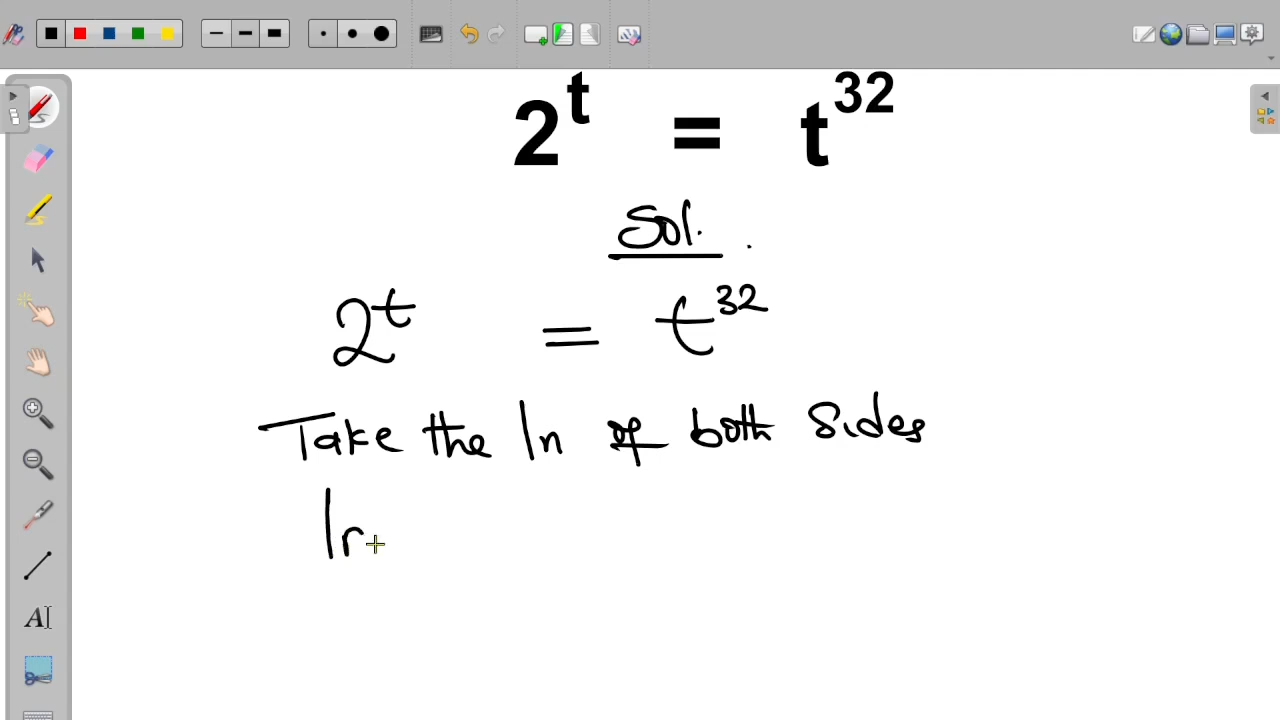 2^t = t^32
Sol.
2^t = t^32
Take the ln of both sides
ln